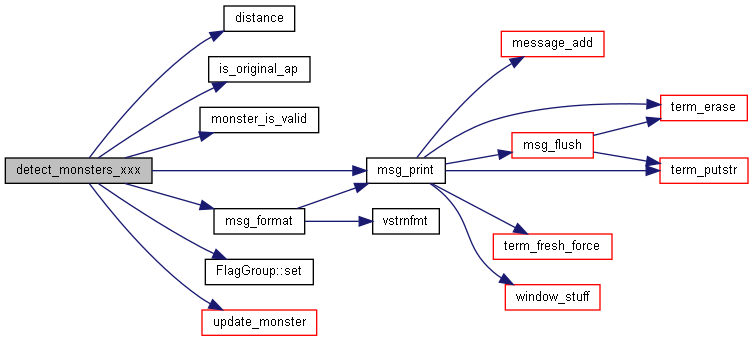 distance
message_add
is_original_ap
term_erase
monster_is_valid
msg_flush
detect_monsters_xxx
msg_print
term_putstr
msg_format
vstrnfmt
term_fresh_force
FlagGroup::set
window_stuff
update_monster